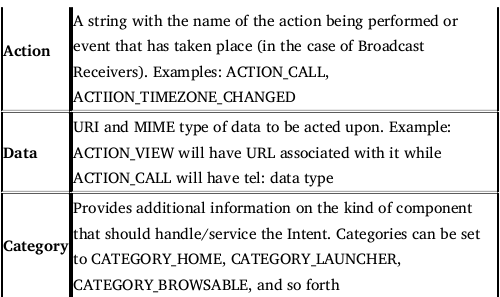 A string with the name of the action being performed or
event that has taken place (in the case of Broadcast
Action
Receivers). Examples: ACTION_CALL,
ACTIION_TIMEZONE_CHANGED
URI and MIME type of data to be acted upon. Example:
Data
ACTION_VIEW will have URL associated with it while
ACTION_CALL will have tel: data type
Provides additional information on the kind of component
that should handle/service the Intent. Categories can be set
Category
to CATEGORY_HOME, CATEGORY_LAUNCHER,
CATEGORY_BROWSABLE, and so forth